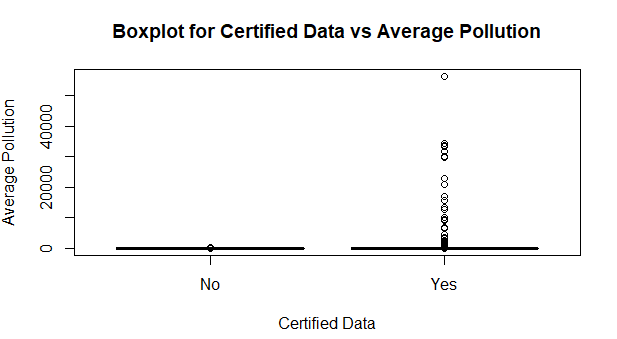 Boxplot for Certified Data vs Average Pollution
Average Pollution
40000
20000
0
No Yes
Certified Data